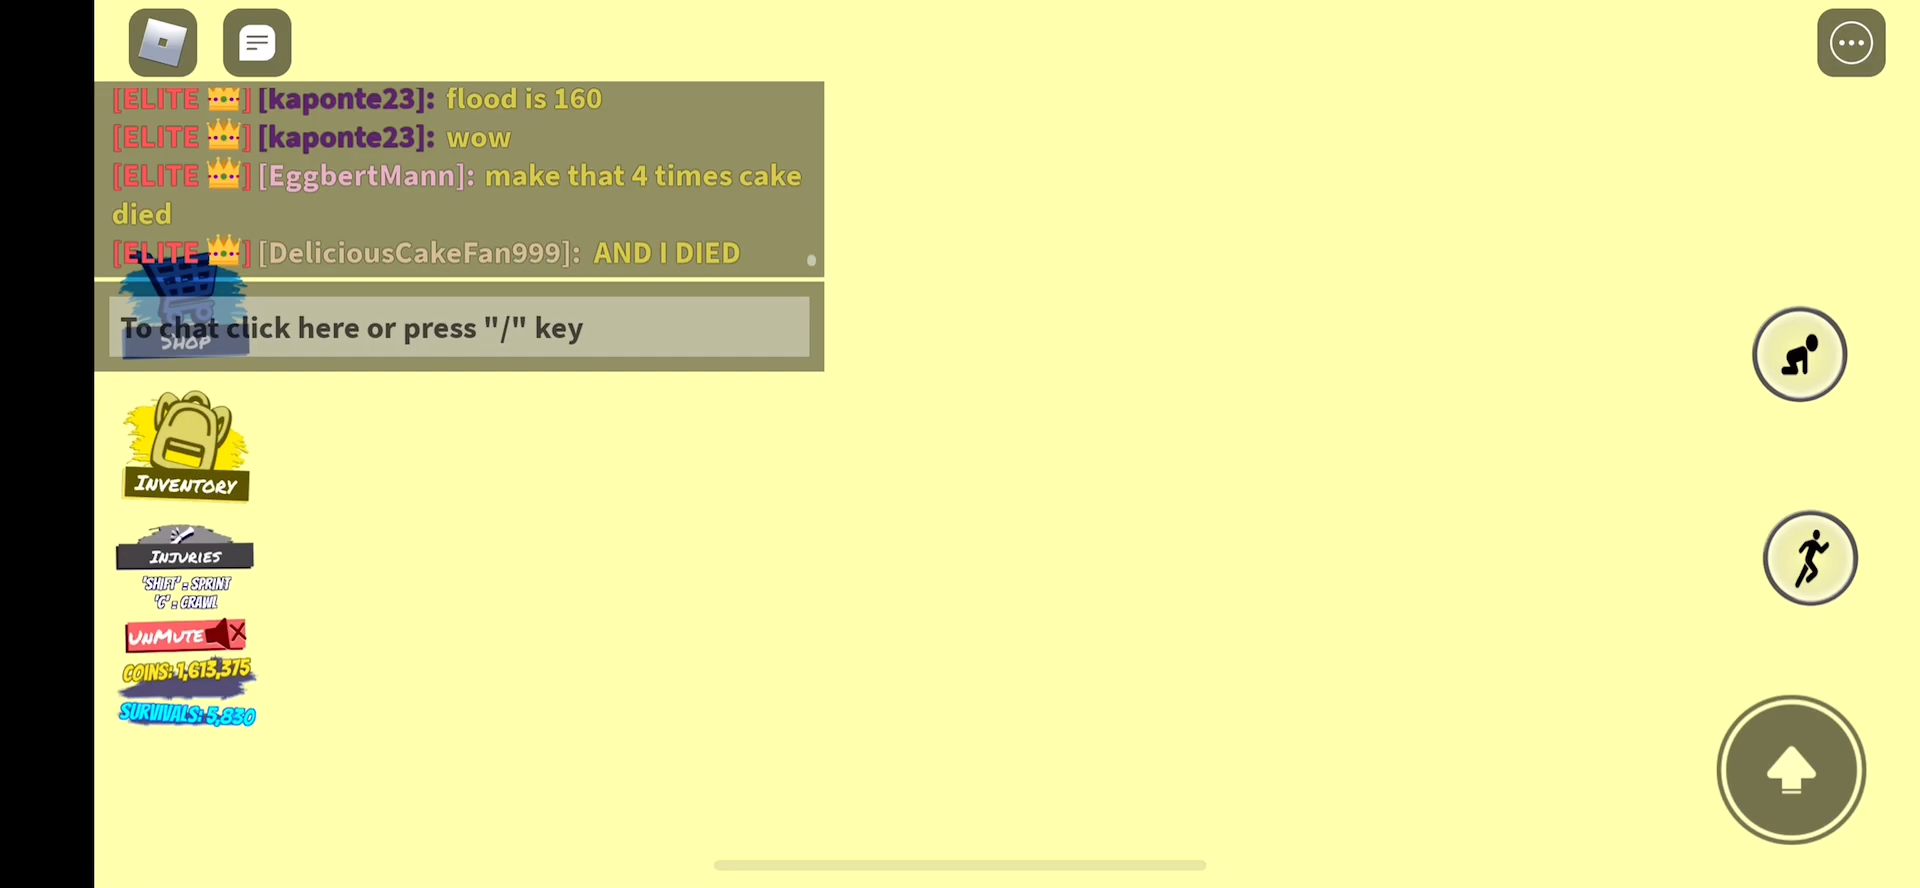 [ELITE 👑] [kaponte23]: flood is 160
[ELITE 👑] [kaponte23]: wow
[ELITE 👑] [EggbertMann]: make that 4 times cake
died
[ELITE 👑] [DeliciousCakeFan999]: AND I DIED
To chat click here or press "/" key
SHOP
INVENTORY
INJURIES
'SHIFT' = SPRINT
'C' = CRAWL
UNMUTE
COINS: 1,613,375
SURVIVALS: 5,830